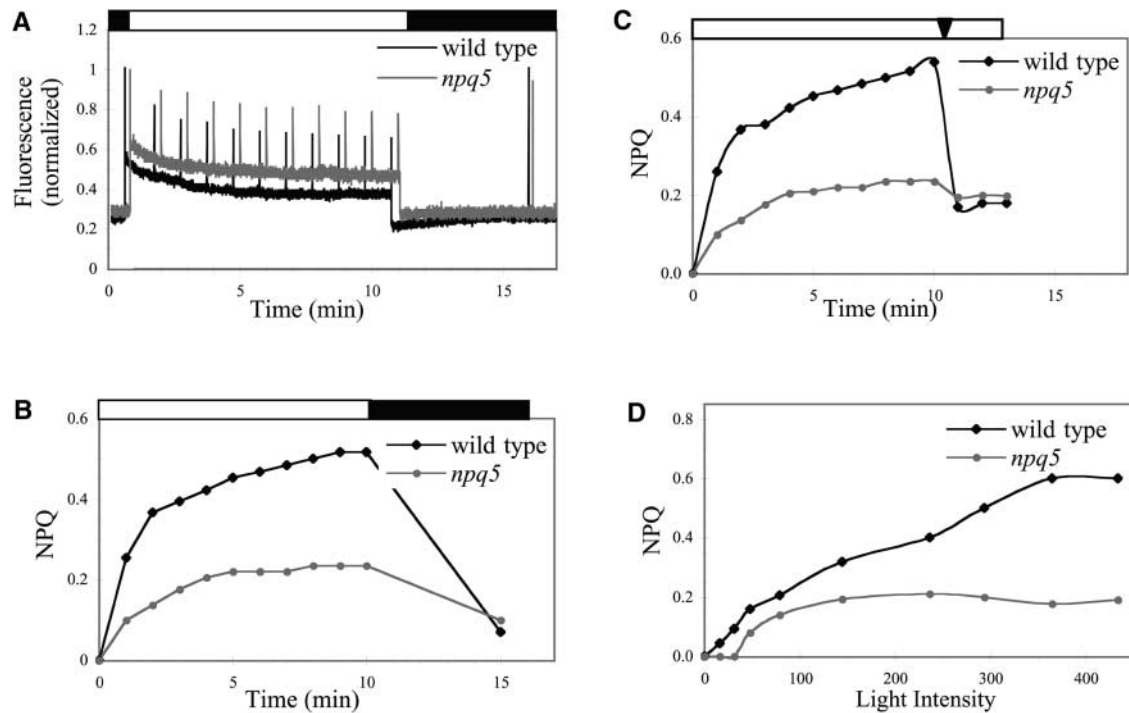 A
1.2
1
0.8
0.6
0.4
0.2
0
Fluorescence
(normalized)
wild type
npq5
0
5
10
15
Time (min)
B
0.6
0.4
0.2
0
NPQ
wild type
npq5
0
5
10
15
Time (min)
C
0.6
0.4
0.2
0.0
NPQ
wild type
npq5
0
5
10
15
Time (min)
D
0.8
0.6
0.4
0.2
0.0
NPQ
wild type
npq5
0
100
200
300
400
Light Intensity